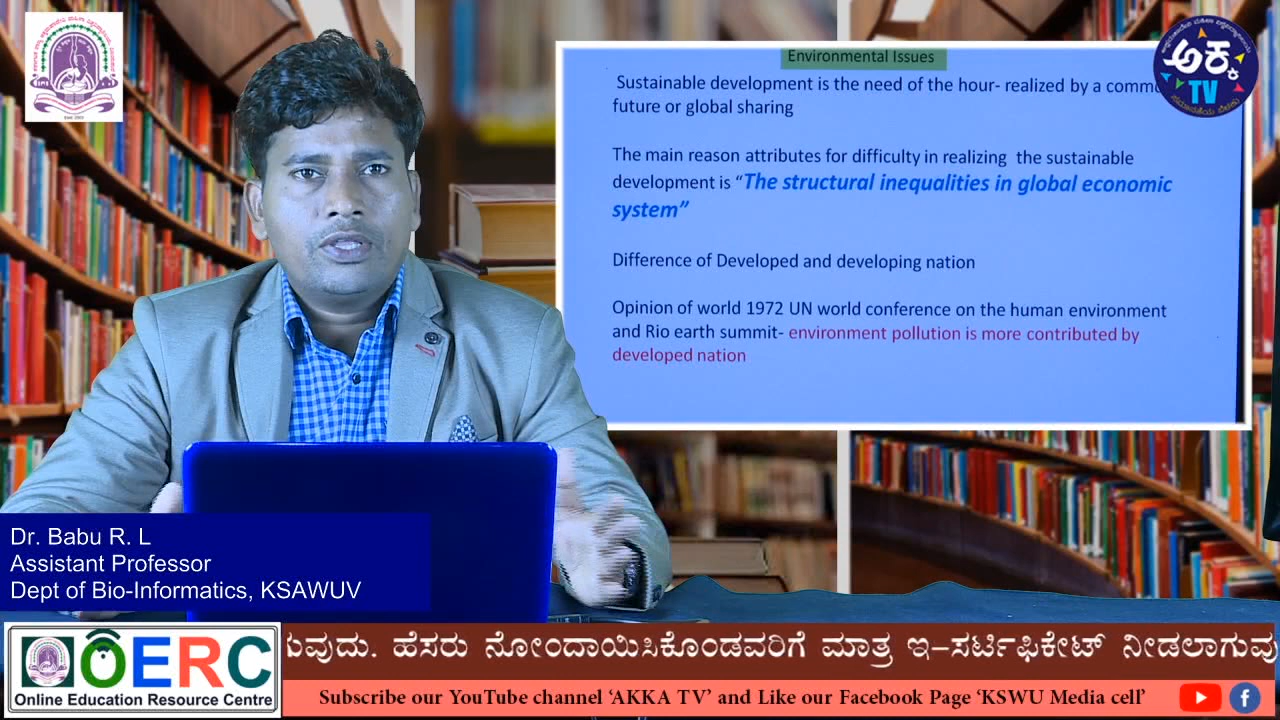 Environmental Issues
Sustainable development is the need of the hour- realized by a commo
future or global sharing
The main reason attributes for difficulty in realizing the sustainable
development is “The structural inequalities in global economic
system”
Difference of Developed and developing nation
Opinion of world 1972 UN world conference on the human environment
and Rio earth summit- environment pollution is more contributed by
developed nation
ಅಕ್ಕ
TV
Dr. Babu R. L
Assistant Professor
Dept of Bio-Informatics, KSAWUV
OERC
Online Education Resource Centre
ುವುದು. ಹೆಸರು ನೋಂದಾಯಿಸಿಕೊಂಡವರಿಗೆ ಮಾತ್ರ ಇ-ಸರ್ಟಿಫಿಕೇಟ್ ನೀಡಲಾಗುವು
Subscribe our YouTube channel ‘AKKA TV’ and Like our Facebook Page ‘KSWU Media cell’